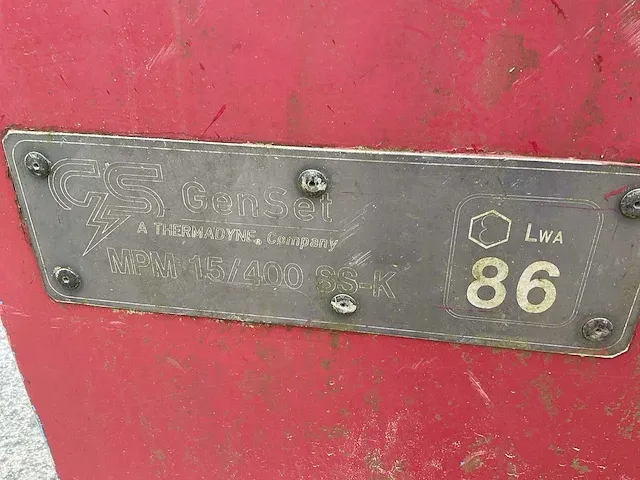 GS GenSet
A THERMADYNE® Company
MPM 15/400 SS-K
ε LWA
86